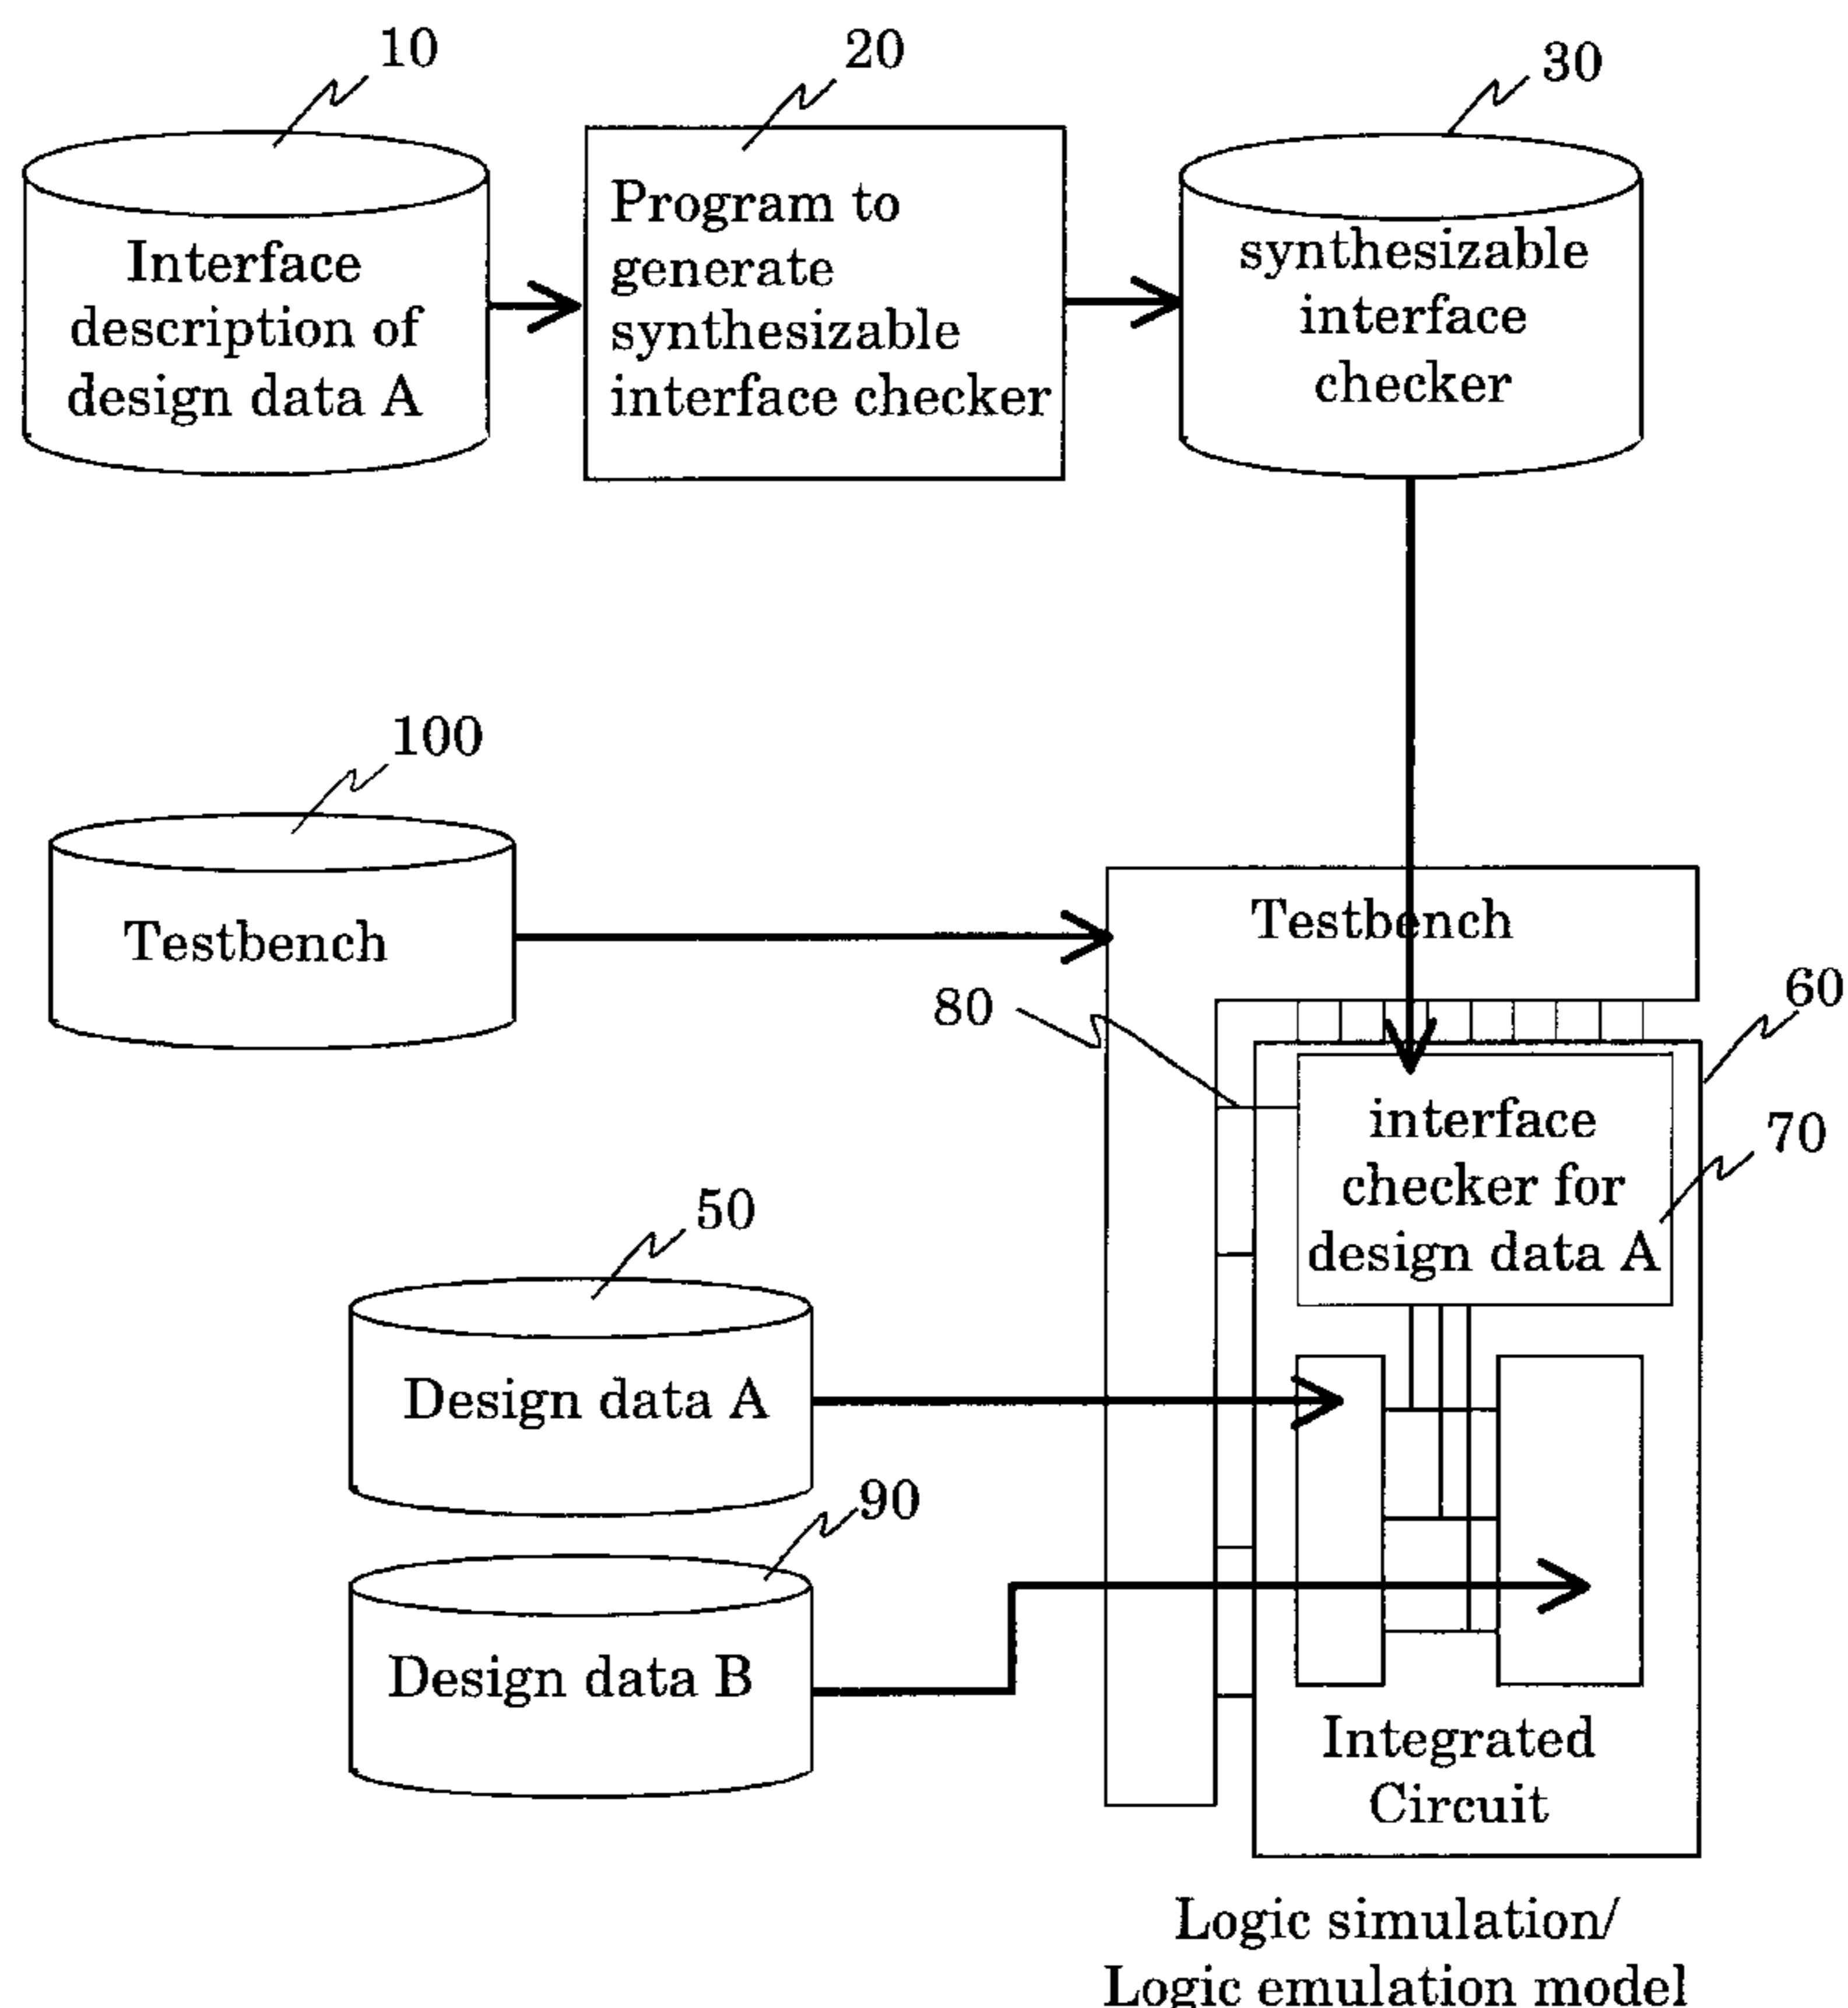 10
20
30
Interface
description of
design data A
Program to
generate
synthesizable
interface checker
synthesizable
interface
checker
100
Testbench
Testbench
80
60
interface
checker for
design data A
70
50
Design data A
90
Design data B
Integrated
Circuit
Logic simulation/
Logic emulation model